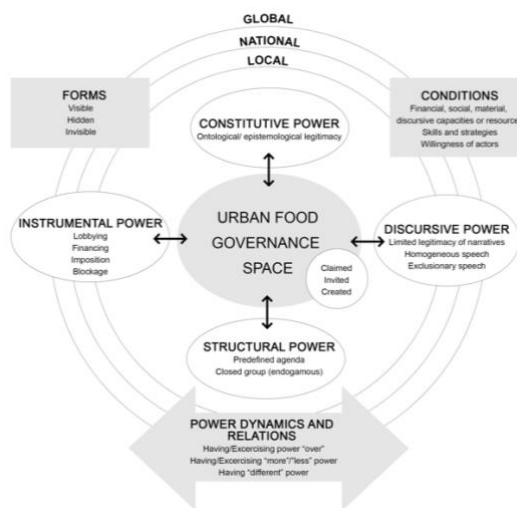 GLOBAL
NATIONAL
LOCAL
FORMS
Visible
Hidden
Invisible
CONDITIONS
Financial, social, material,
discursive capacities or resource
Skills and strategies
Willingness of actors
CONSTITUTIVE POWER
Ontological/ epistemological legitimacy
INSTRUMENTAL POWER
Lobbying
Financing
Imposition
Blockage
URBAN FOOD
GOVERNANCE
SPACE
Claimed
Invited
Created
DISCURSIVE POWER
Limited legitimacy of narratives
Homogeneous speech
Exclusionary speech
STRUCTURAL POWER
Predefined agenda
Closed group (endogamous)
POWER DYNAMICS AND
RELATIONS
Having/Excercising power "over"
Having/Excercising "more"/"less" power
Having "different" power